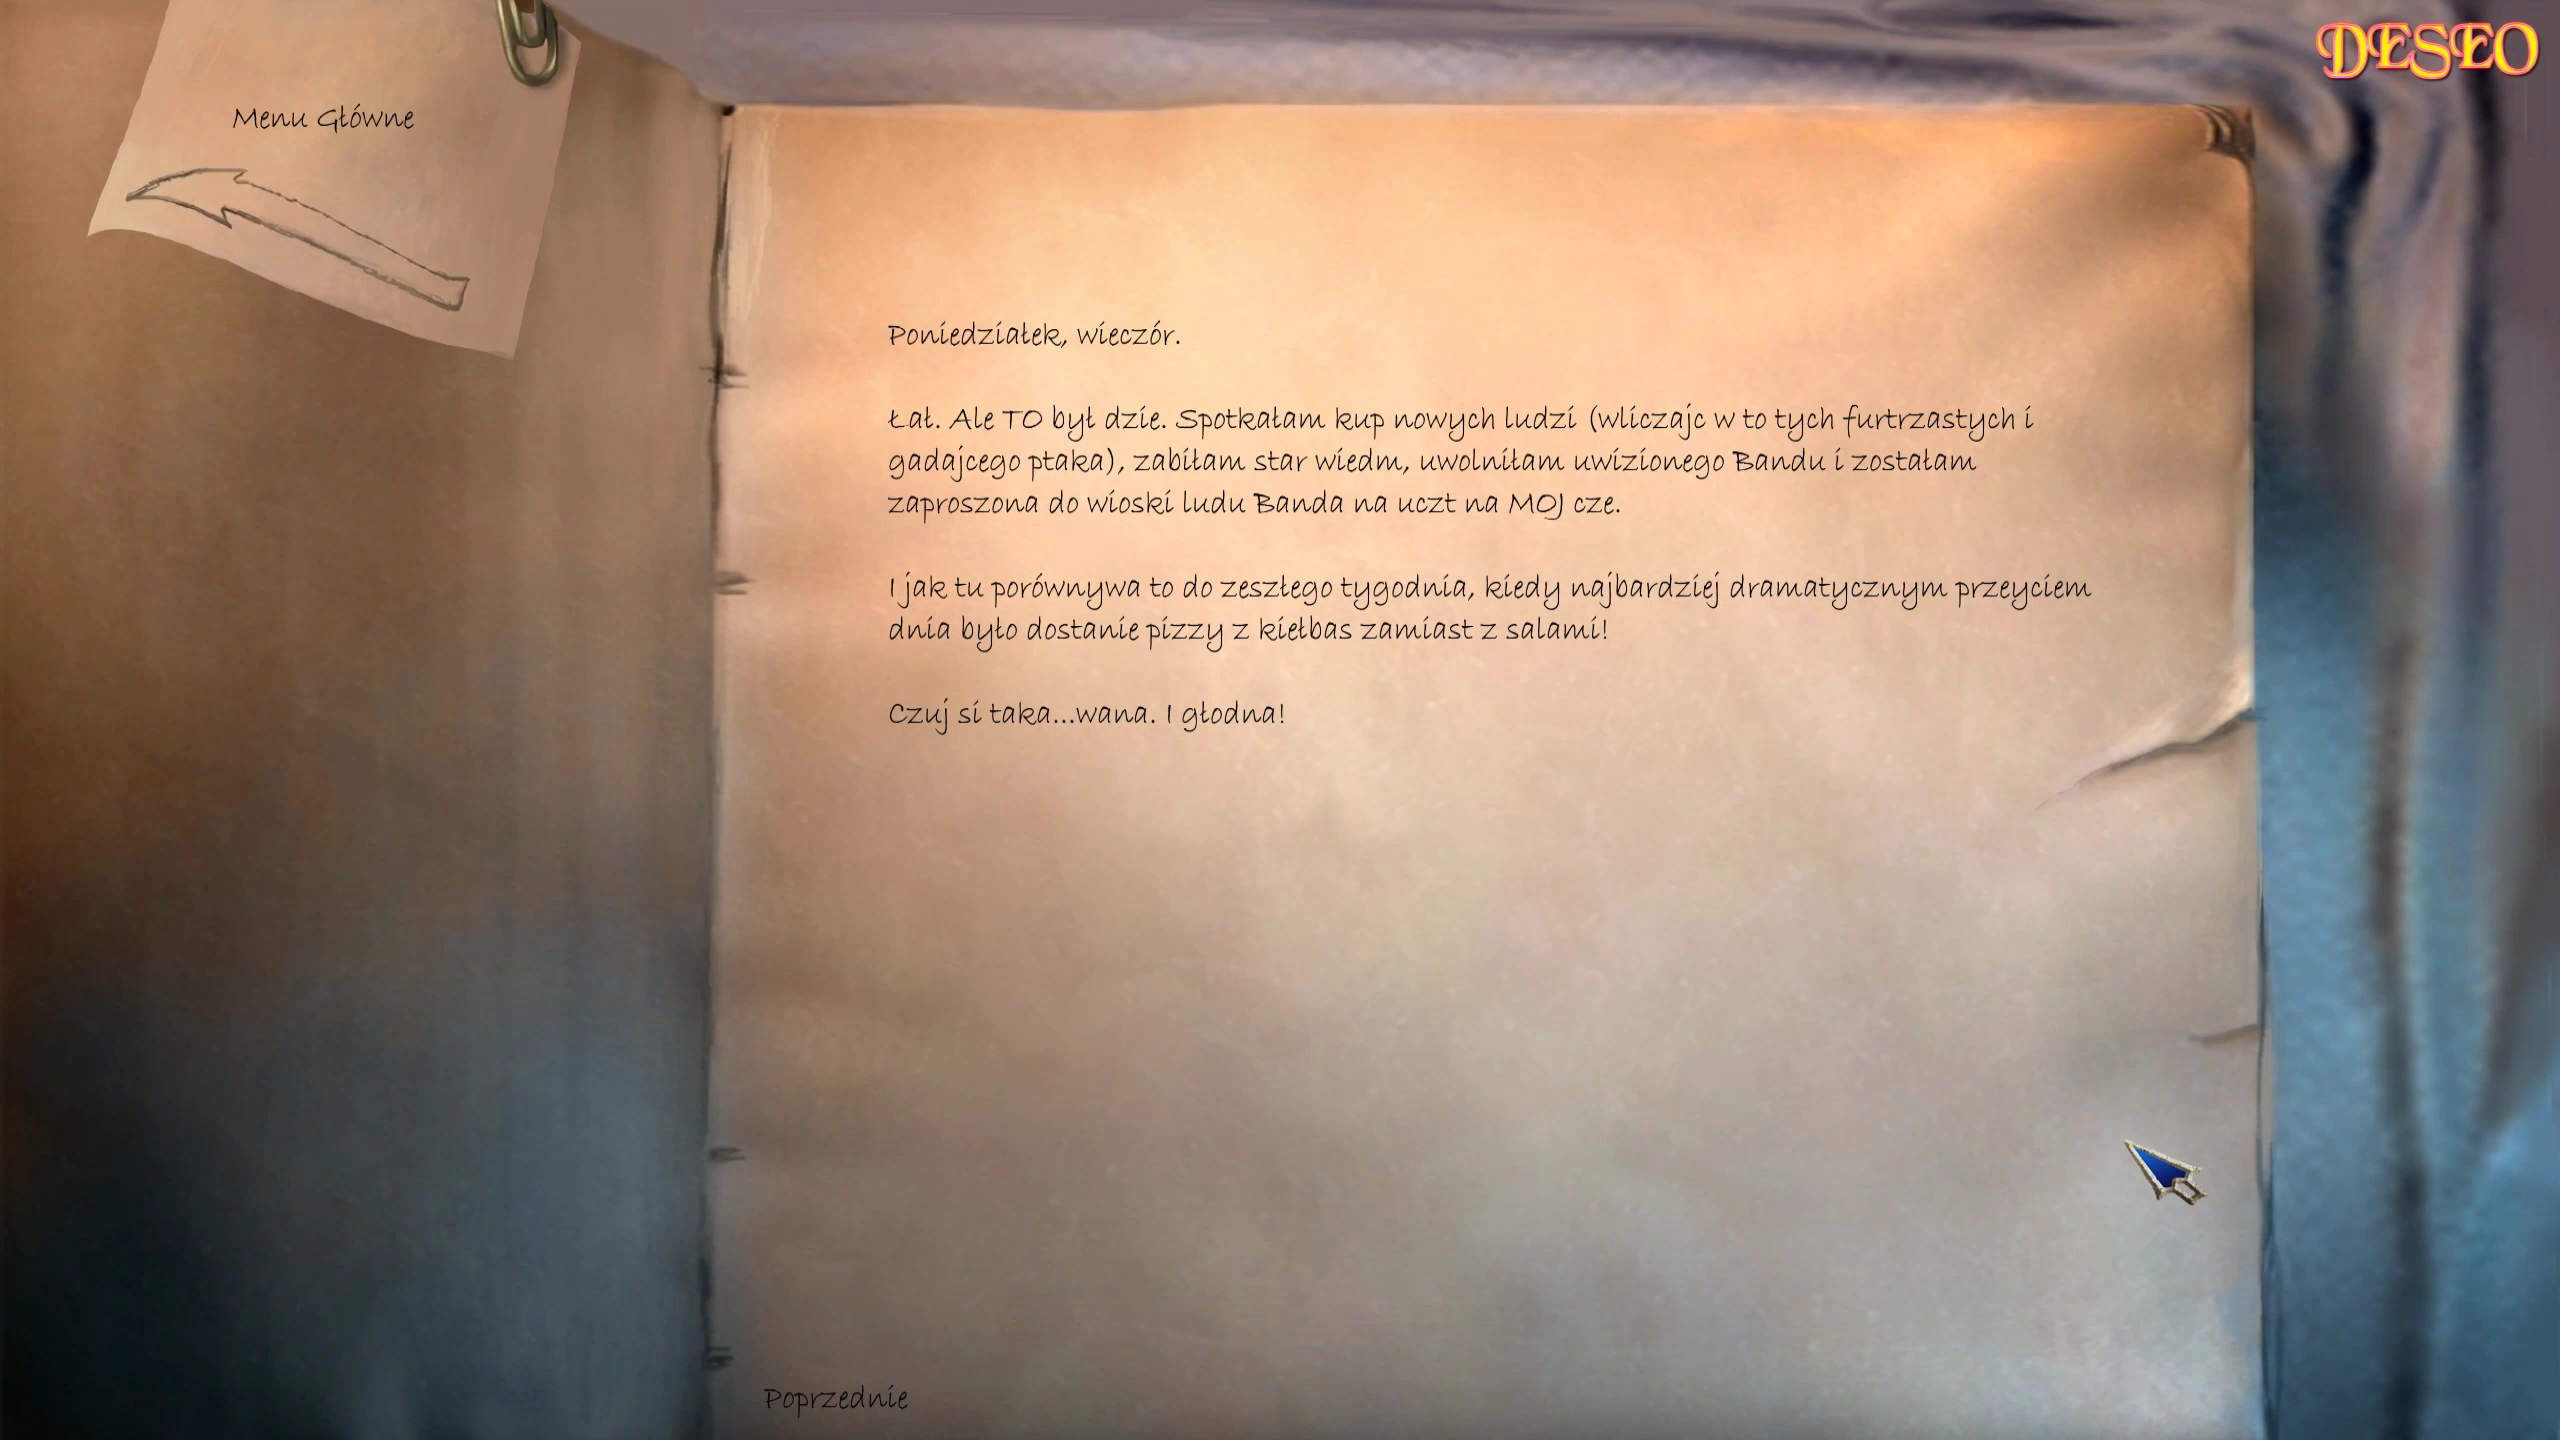 Menu Główne
DESEO
Poniedziałek, wieczór.
Łał. Ale TO był dzie. Spotkałam kup nowych ludzi (wliczajc w to tych furtrzastych i
gadajcego ptaka), zabiłam star wiedm, uwolniłam uwizionego Bandu i zostałam
zaproszona do wioski ludu Banda na uczt na MOJ cze.
I jak tu porównywa to do zeszłego tygodnia, kiedy najbardziej dramatycznym przeyciem
dnia było dostanie pizzy z kiełbas zamiast z salami!
Czuj si taka...wana. I głodna!
Poprzednie